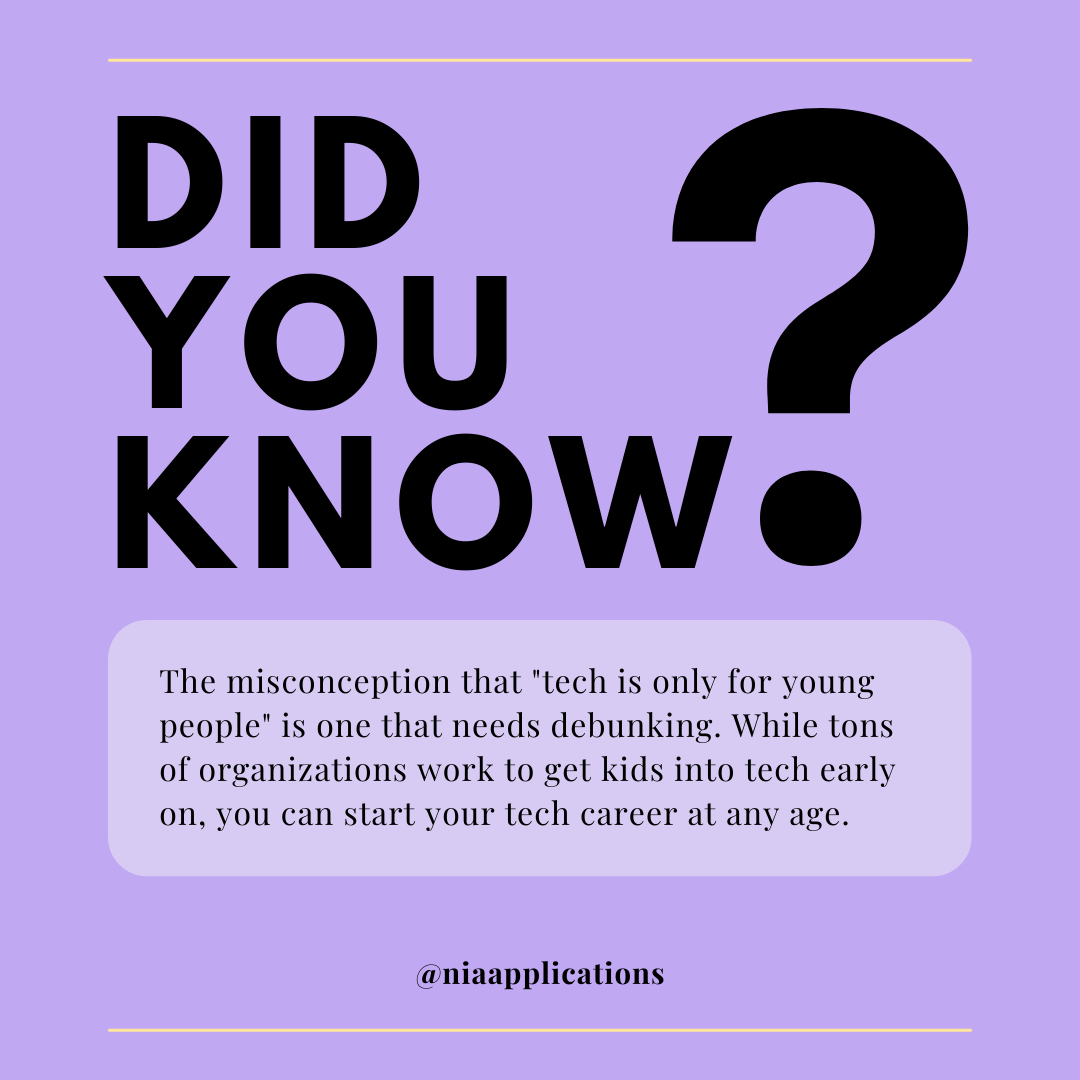 DID
YOU
KNOW?
The misconception that "tech is only for young
people" is one that needs debunking. While tons
of organizations work to get kids into tech early
on, you can start your tech career at any age.
@niaapplications